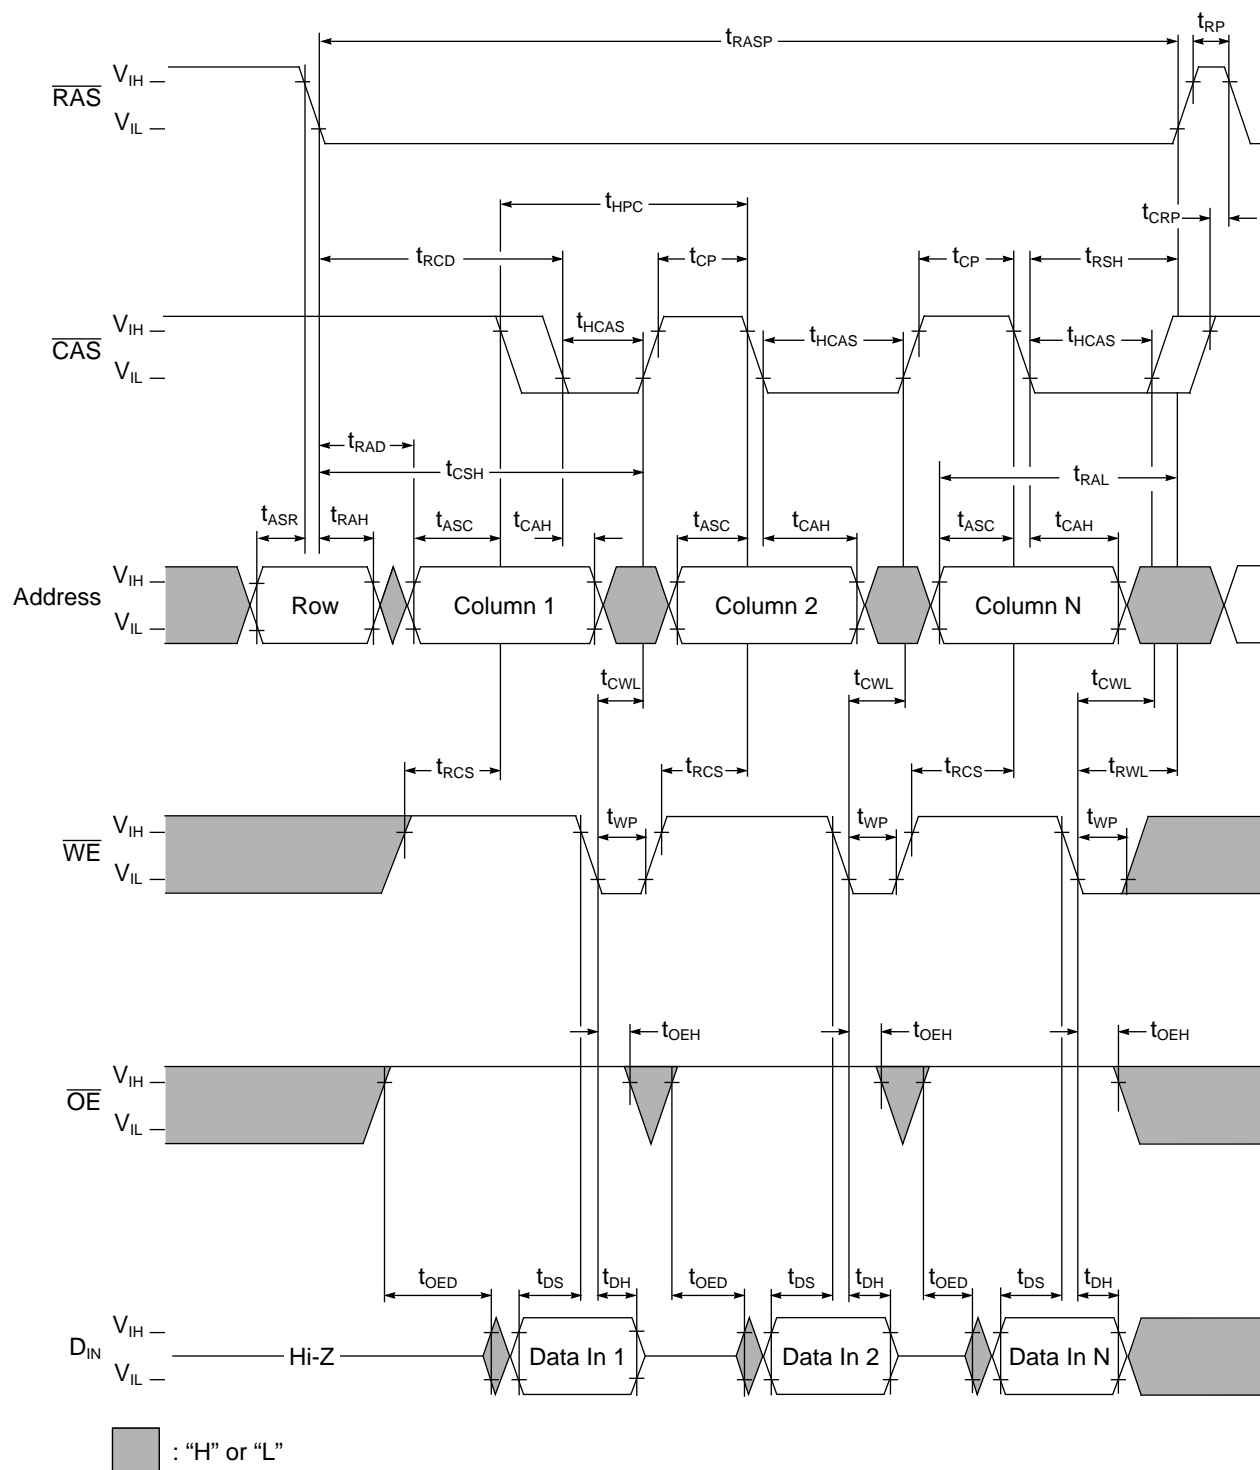 tRASP tRP
RAS VIH
VIL
tHPC tCRP
tRCD tCP tCP tRSH
CAS VIH
tHCAS tHCAS tHCAS
VIL
tRAD
tCSH tRAL
tASR tRAH tASC tCAH tASC tCAH tASC tCAH
Address VIH
VIL
Row Column 1 Column 2 Column N
tCWL tCWL tCWL
tRCS tRCS tRCS tRWL
WE VIH
VIL
tWP tWP tWP
tOEH tOEH tOEH
OE VIH
VIL
tOED tDS tDH tOED tDS tDH tOED tDS tDH
DIN VIH
VIL
Hi-Z Data In 1 Data In 2 Data In N
: “H” or “L”